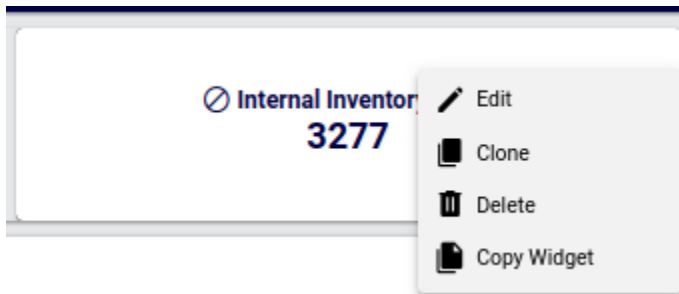 Internal Inventory
3277
Edit
Clone
Delete
Copy Widget